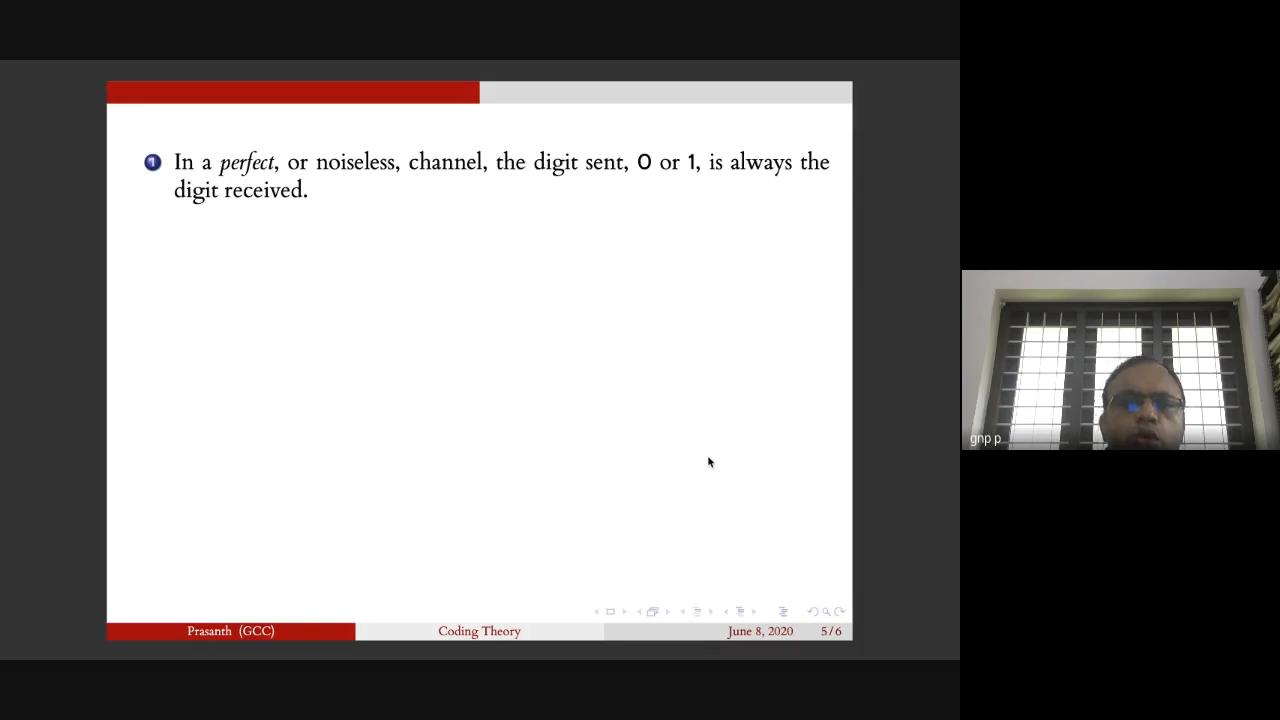 1 In a perfect, or noiseless, channel, the digit sent, 0 or 1, is always the
digit received.
gnp p
Prasanth (GCC) Coding Theory June 8, 2020 5/6